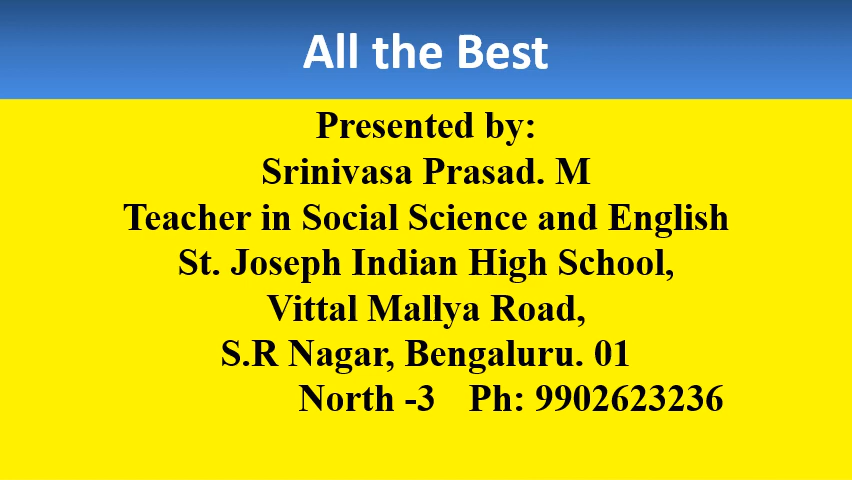 All the Best
Presented by:
Srinivasa Prasad. M
Teacher in Social Science and English
St. Joseph Indian High School,
Vittal Mallya Road,
S.R Nagar, Bengaluru. 01
North -3 Ph: 9902623236